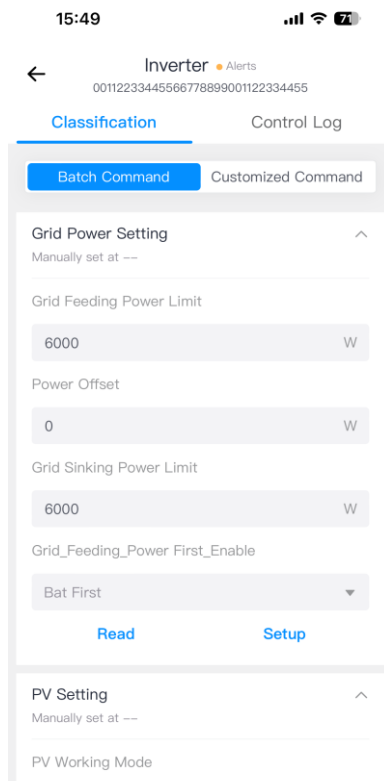 15:49
71
Inverter Alerts
0011223344556677889900112233​4455
Classification Control Log
Batch Command Customized Command
Grid Power Setting
Manually set at --
Grid Feeding Power Limit
6000 W
Power Offset
0 W
Grid Sinking Power Limit
6000 W
Grid_Feeding_Power First_Enable
Bat First
Read Setup
PV Setting
Manually set at --
PV Working Mode